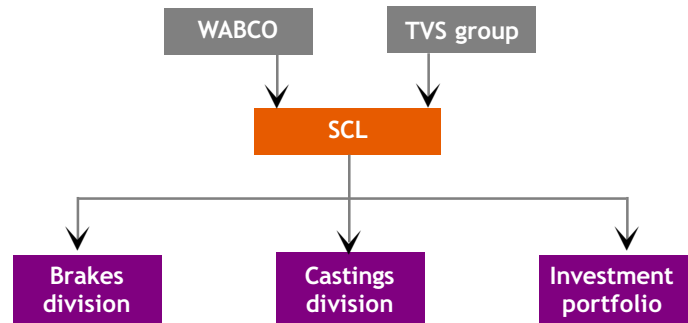 WABCO
TVS group
SCL
Brakes
division
Castings
division
Investment
portfolio